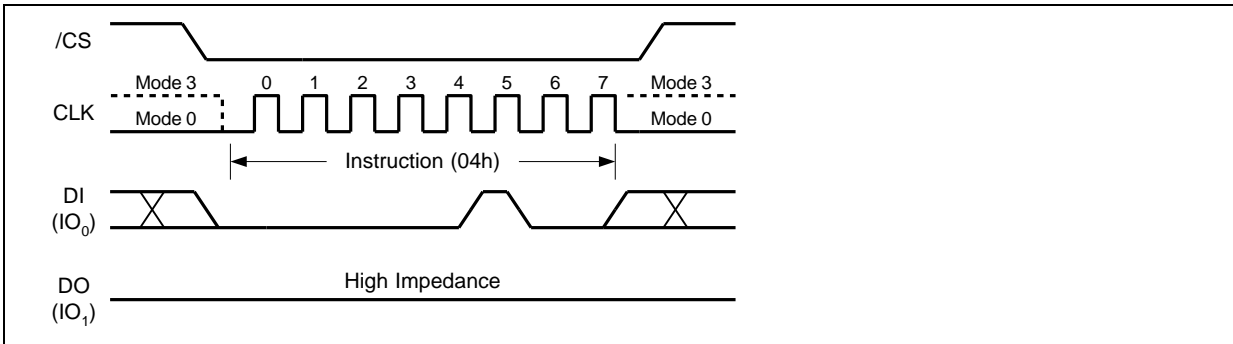 /CS
Mode 3 0 1 2 3 4 5 6 7 Mode 3
CLK
Mode 0 Mode 0
Instruction (04h)
DI
(IO0)
High Impedance
DO
(IO1)